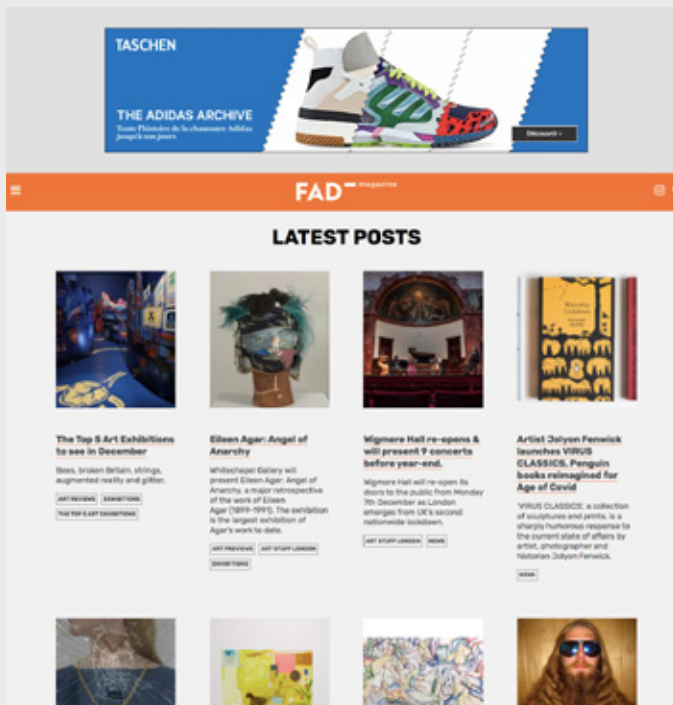 TASCHEN
THE ADIDAS ARCHIVE
Toute l'histoire de la chaussure Adidas
jusqu'à nos jours
Découvrir ›
FAD magazine
LATEST POSTS
The Top 5 Art Exhibitions
to see in December
Bees, broken Britain, strings,
augmented reality and glitter.
ART REVIEWS EXHIBITIONS
THE TOP 5 ART EXHIBITIONS
Eileen Agar: Angel of
Anarchy
Whitechapel Gallery will
present Eileen Agar: Angel of
Anarchy, a major retrospective
of the work of Eileen
Agar (1899-1991). The exhibition
is the largest exhibition of
Agar's work to date.
ART PREVIEWS ART STUFF LONDON
EXHIBITIONS
Wigmore Hall re-opens &
will present 9 concerts
before year-end.
Wigmore Hall will re-open its
doors to the public from Monday
7th December as London
emerges from UK's second
nationwide lockdown.
ART STUFF LONDON NEWS
Artist Jolyon Fenwick
launches VIRUS
CLASSICS, Penguin
books reimagined for
Age of Covid
'VIRUS CLASSICS', a collection
of sculptures and prints, is a
sharply humorous response to
the current state of affairs by
artist, photographer and
historian Jolyon Fenwick.
NEWS